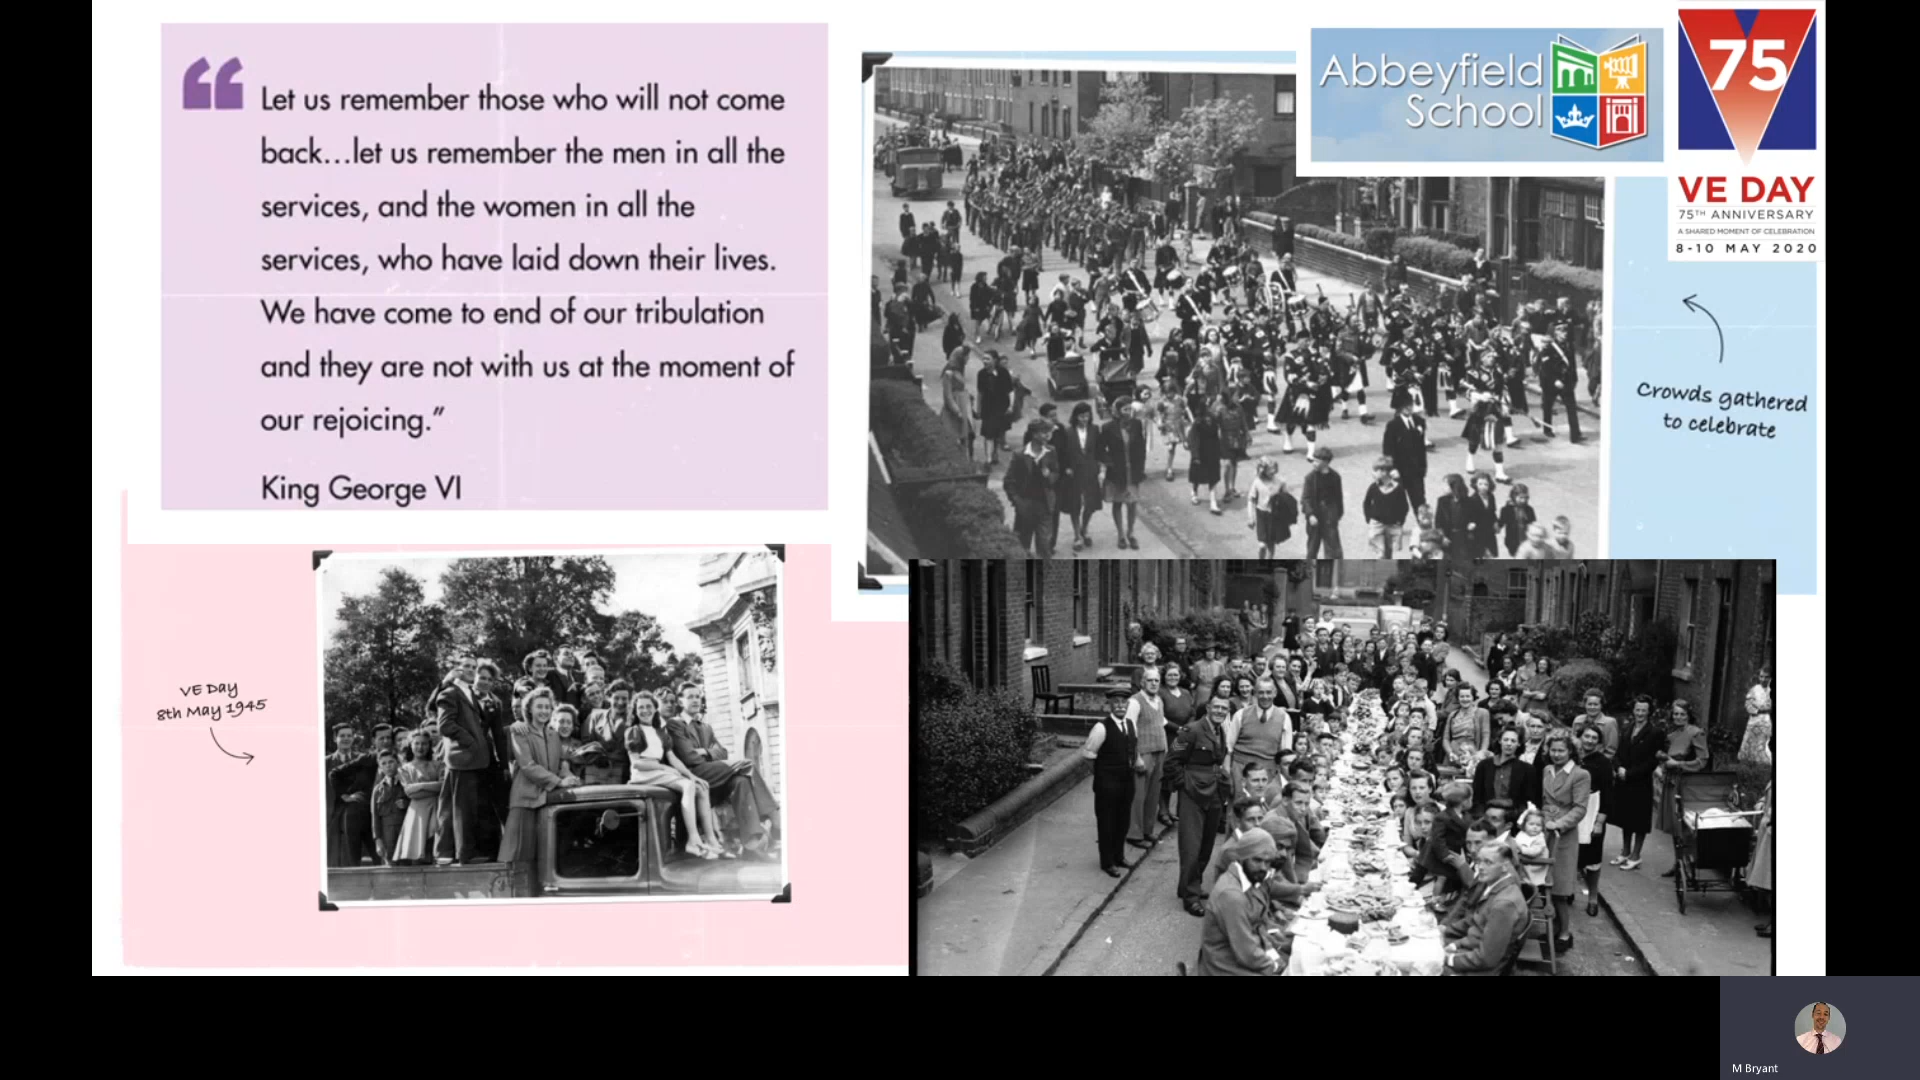 “ Let us remember those who will not come
back...let us remember the men in all the
services, and the women in all the
services, who have laid down their lives.
We have come to end of our tribulation
and they are not with us at the moment of
our rejoicing.”
King George VI
Abbeyfield
School
75
VE DAY
75TH ANNIVERSARY
A SHARED MOMENT OF CELEBRATION
8-10 MAY 2020
Crowds gathered
to celebrate
VE Day
8th May 1945
M Bryant